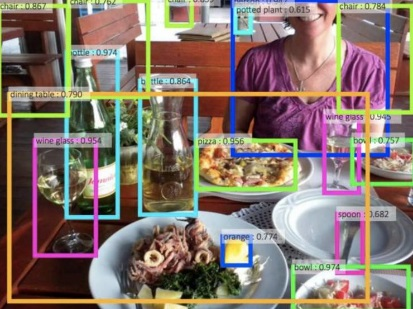 chair : 0.867
chair : 0.762
potted plant : 0.615
chair : 0.784
bottle : 0.974
bottle : 0.864
dining table : 0.790
wine glass : 0.945
wine glass : 0.954
pizza : 0.956
bowl : 0.757
spoon : 0.682
orange : 0.774
bowl : 0.974